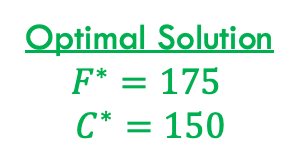 Optimal Solution
F* = 175
C* = 150